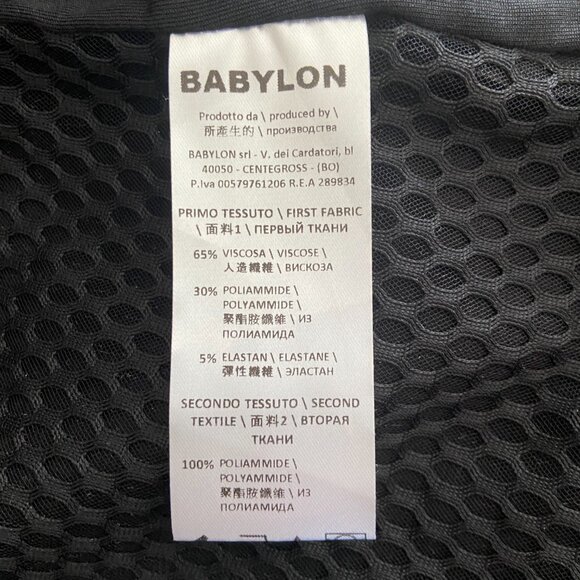 BABYLON
Prodotto da \ produced by \
所產生的 \ производства
BABYLON srl - V. dei Cardatori, bl
40050 - CENTEGROSS - (BO)
P.Iva 00579761206 R.E.A 289834
PRIMO TESSUTO \ FIRST FABRIC
\ 面料1 \ ПЕРВЫЙ ТКАНИ
65% VISCOSA \ VISCOSE \
人造纖維 \ ВИСКОЗА
30% POLIAMMIDE \
POLYAMMIDE \
聚酯胺纖維 \ ИЗ
ПОЛИАМИДА
5% ELASTAN \ ELASTANE \
彈性纖維 \ ЭЛАСТАН
SECONDO TESSUTO \ SECOND
TEXTILE \ 面料2 \ ВТОРАЯ
ТКАНИ
100% POLIAMMIDE \
POLYAMMIDE \
聚酯胺纖維 \ ИЗ
ПОЛИАМИДА